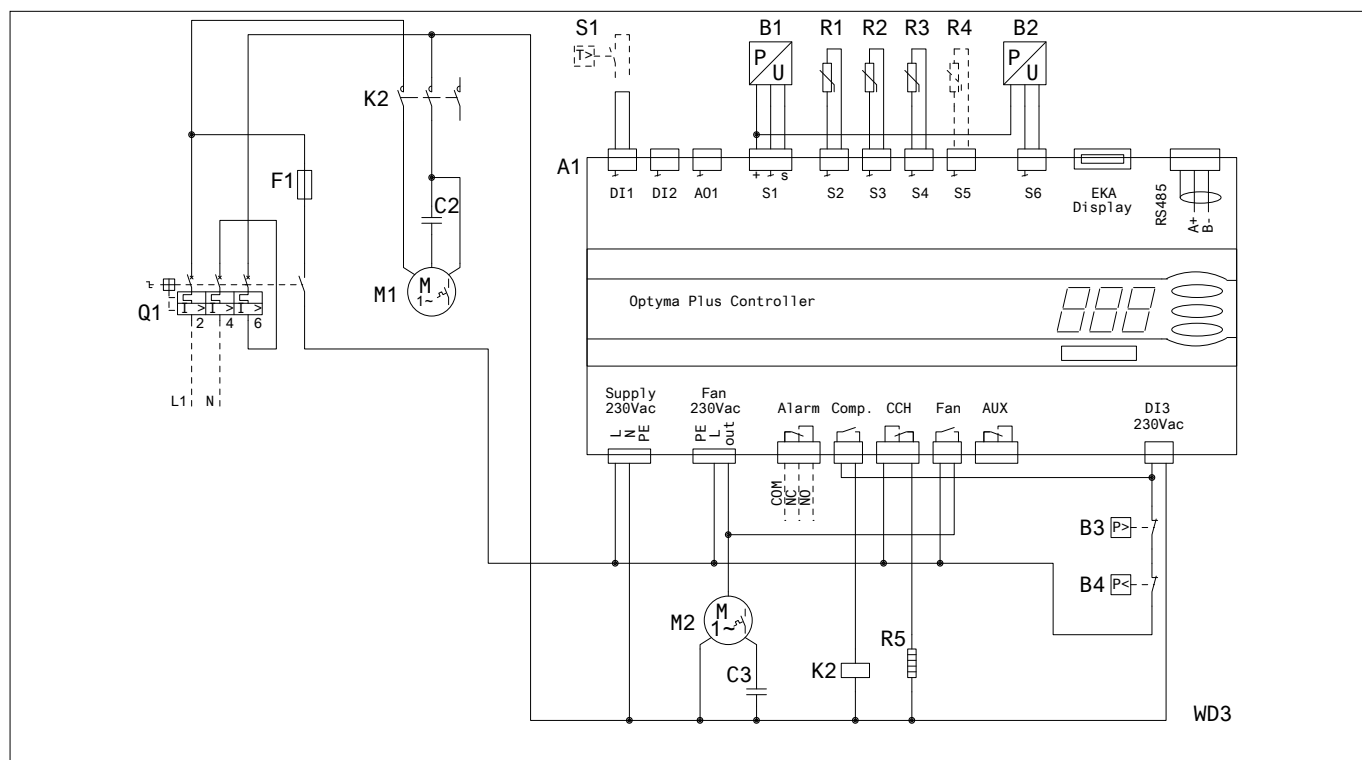 S1 B1 R1 R2 R3 R4 B2
T> P U P U
K2
A1
F1
+ s
DI1 DI2 AO1 S1 S2 S3 S4 S5 S6 EKA Display RS485 A+ B-
C2
M1 M 1~
Q1 I > I > I >
2 4 6
Optyma Plus Controller
L1 N
Supply 230Vac
Fan 230Vac
Alarm Comp. CCH Fan AUX
DI3 230Vac
L N PE PE L out
COM NC NO
B3 P>
B4 P<
M2 M 1~
R5
C3 K2
WD3